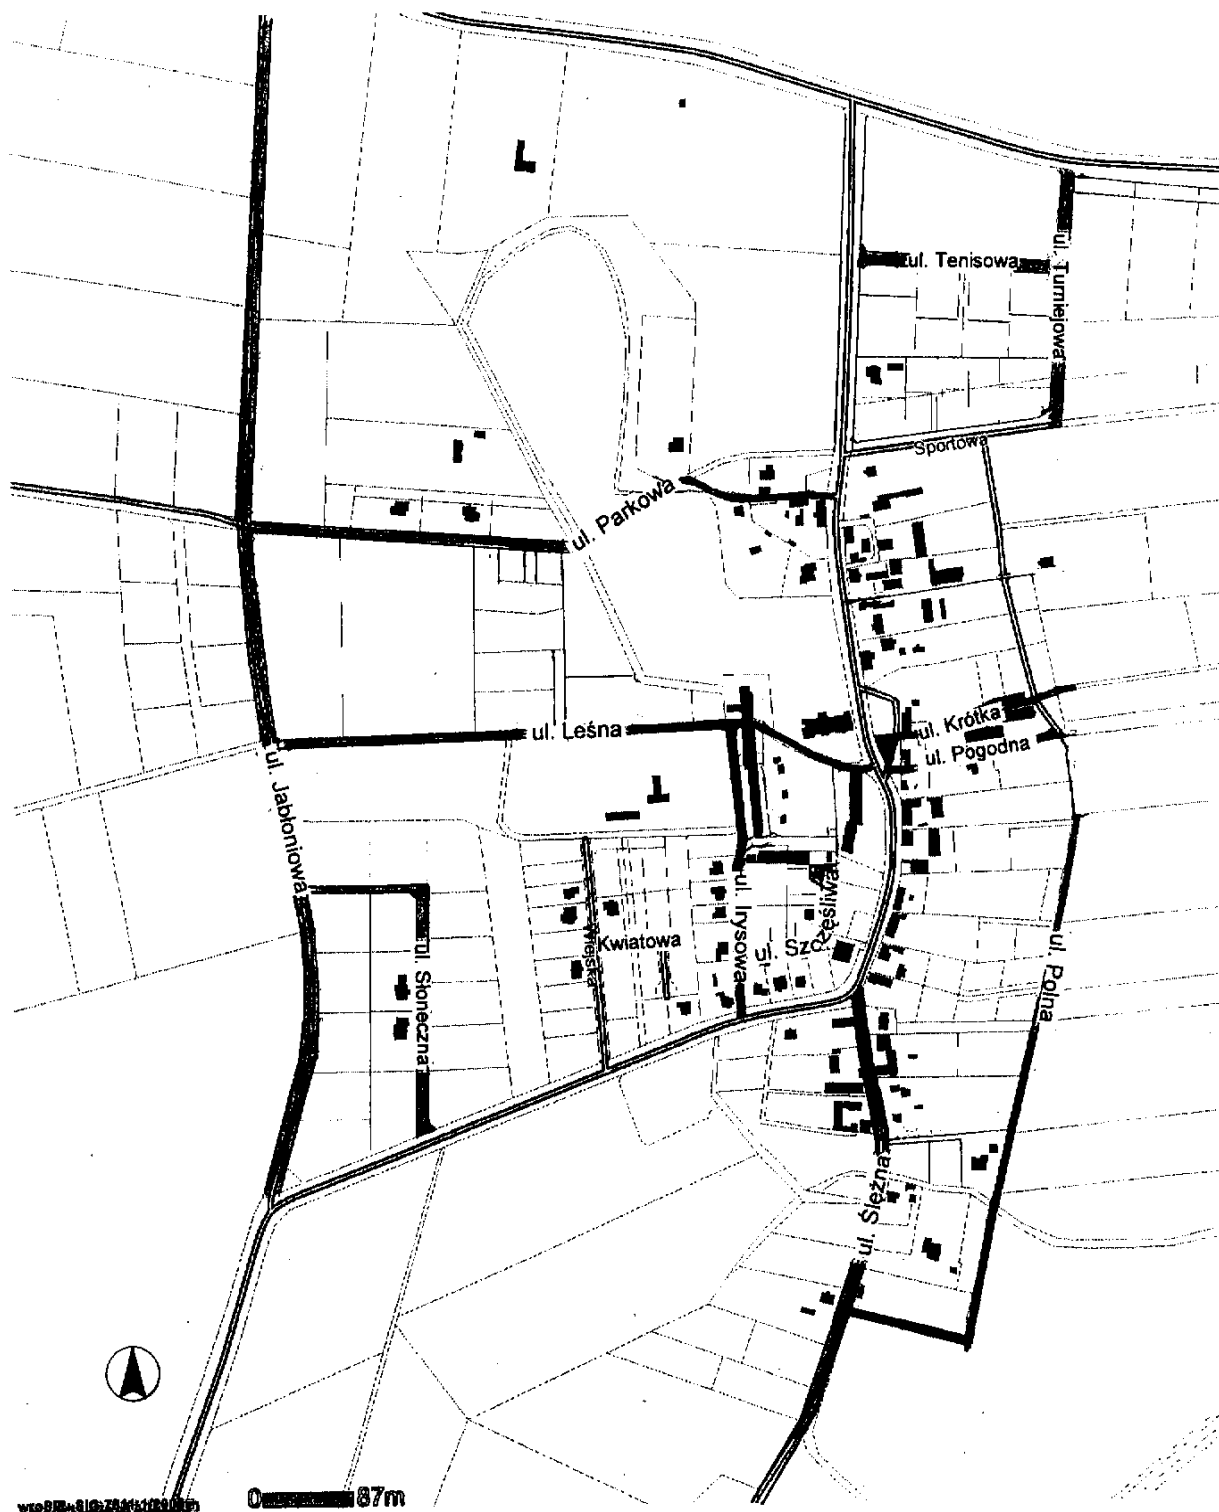 ul. Tenisowa
ul. Turniejowa
Sportowa
ul. Parkowa
ul. Krótka
ul. Leśna
ul. Pogodna
ul. Jabłoniowa
ul. Irysowa
ul. Szczęśliwa
Kwiatowa
Wiejska
ul. Słoneczna
ul. Polna
ul. Ślężna
0 87m